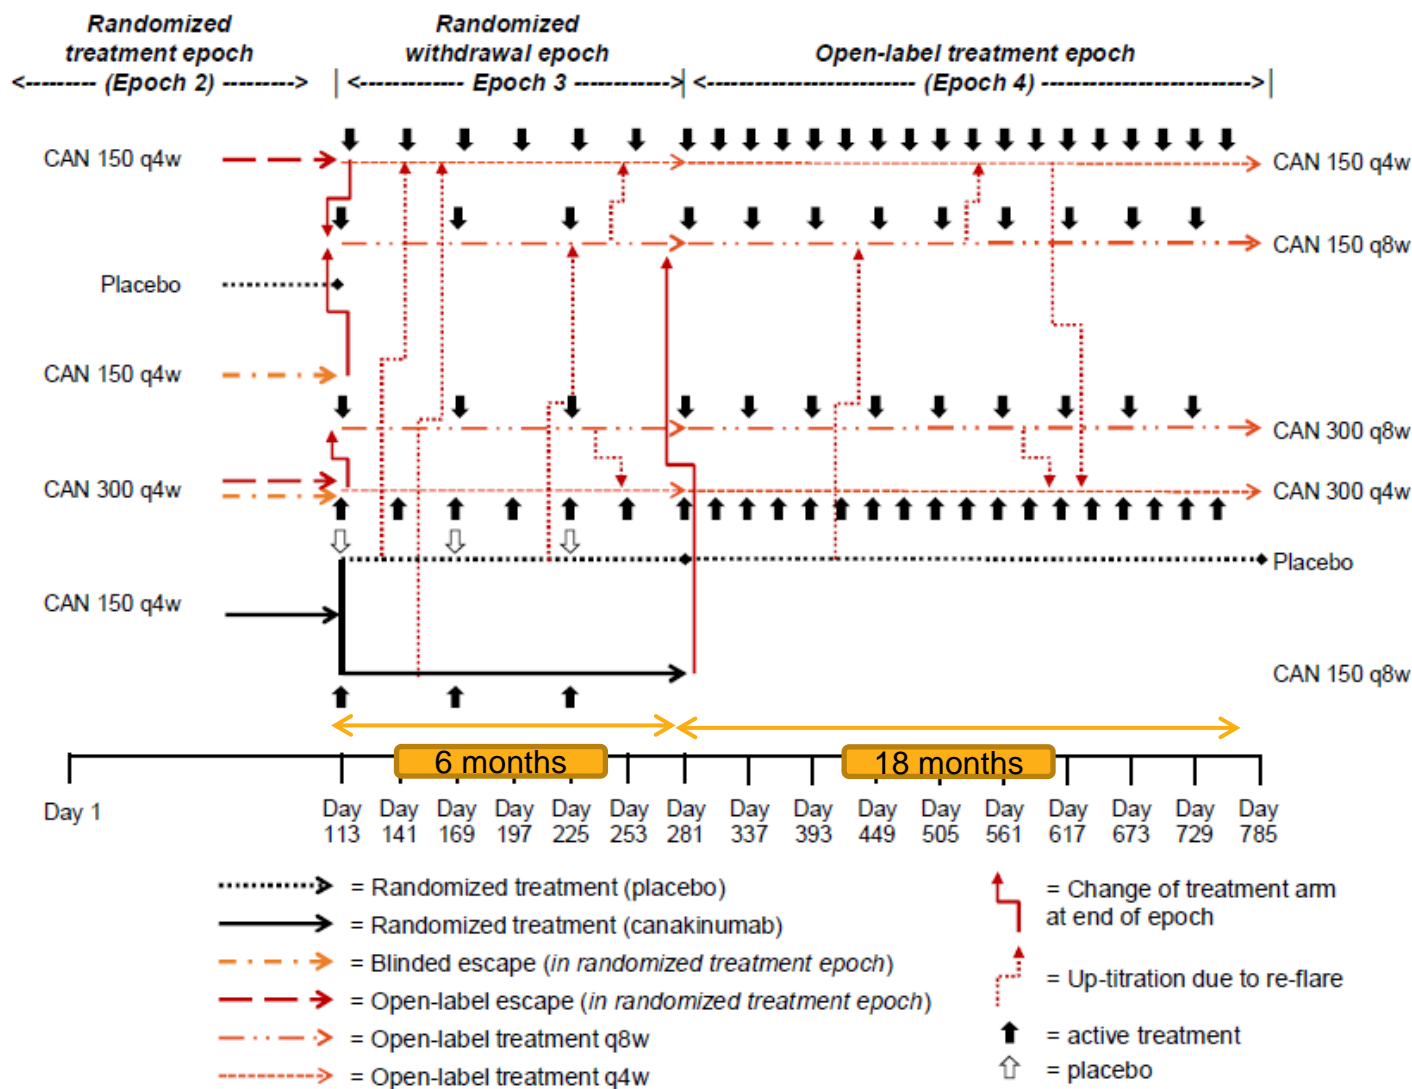 Randomized
treatment epoch
<--------- (Epoch 2) --------->
Randomized
withdrawal epoch
|<------------- Epoch 3 ------------>|
Open-label treatment epoch
<------------------------ (Epoch 4) ------------------------>|
CAN 150 q4w
CAN 150 q4w
CAN 150 q8w
Placebo
CAN 150 q4w
CAN 300 q8w
CAN 300 q4w
CAN 300 q4w
Placebo
CAN 150 q4w
CAN 150 q8w
6 months
18 months
Day 1
Day 113
Day 141
Day 169
Day 197
Day 225
Day 253
Day 281
Day 337
Day 393
Day 449
Day 505
Day 561
Day 617
Day 673
Day 729
Day 785
= Randomized treatment (placebo)
= Randomized treatment (canakinumab)
= Blinded escape (in randomized treatment epoch)
= Open-label escape (in randomized treatment epoch)
= Open-label treatment q8w
= Open-label treatment q4w
= Change of treatment arm
at end of epoch
= Up-titration due to re-flare
= active treatment
= placebo